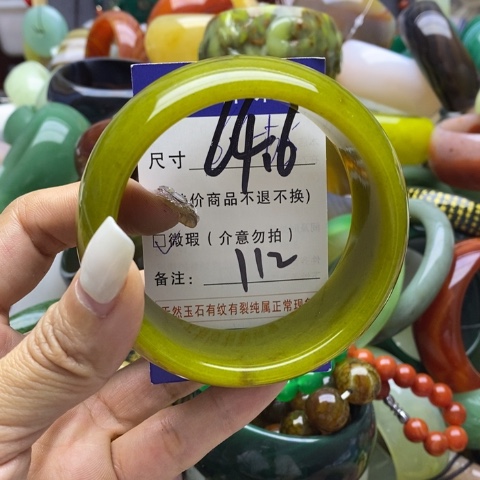 尺寸 64.6
价商品不退不换)
微瑕(介意勿拍)
备注: 112
天然玉石有纹有裂纯属正常现